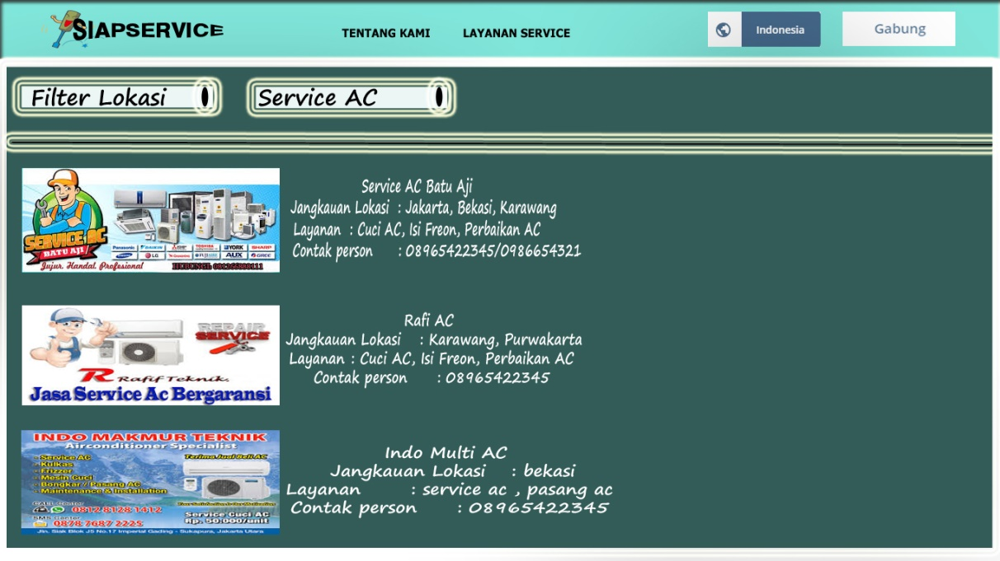 SIAPSERVICE
TENTANG KAMI
LAYANAN SERVICE
Indonesia
Gabung
Filter Lokasi
Service AC
SERVICE AC
BATU AJI
Jujur, Handal, Profesional
Panasonic DAIKIN TOSHIBA YORK SHARP
LG AUX GREE
Service AC Batu Aji
Jangkauan Lokasi : Jakarta, Bekasi, Karawang
Layanan : Cuci AC, Isi Freon, Perbaikan AC
Contak person : 08965422345/0986654321
REPAIR
SERVICE
R Rafif Teknik.
Jasa Service Ac Bergaransi
Rafi AC
Jangkauan Lokasi : Karawang, Purwakarta
Layanan : Cuci AC, Isi Freon, Perbaikan AC
Contak person : 08965422345
INDO MAKMUR TEKNIK
Airconditioner Specialist
- Service AC
- Kulkas
- Frizzer
- Mesin Cuci
- Bongkar / Pasang AC
- Maintenance & Installation
Terima Jual Beli AC
CALL Center
0812 8128 1412
SMS Center
0878 7687 2225
Service Cuci AC
Rp. 50.000/unit
Jln. Siak Blok J5 No.17 Imperial Gading - Sukapura, Jakarta Utara
Indo Multi AC
Jangkauan Lokasi : bekasi
Layanan : service ac , pasang ac
Contak person : 08965422345